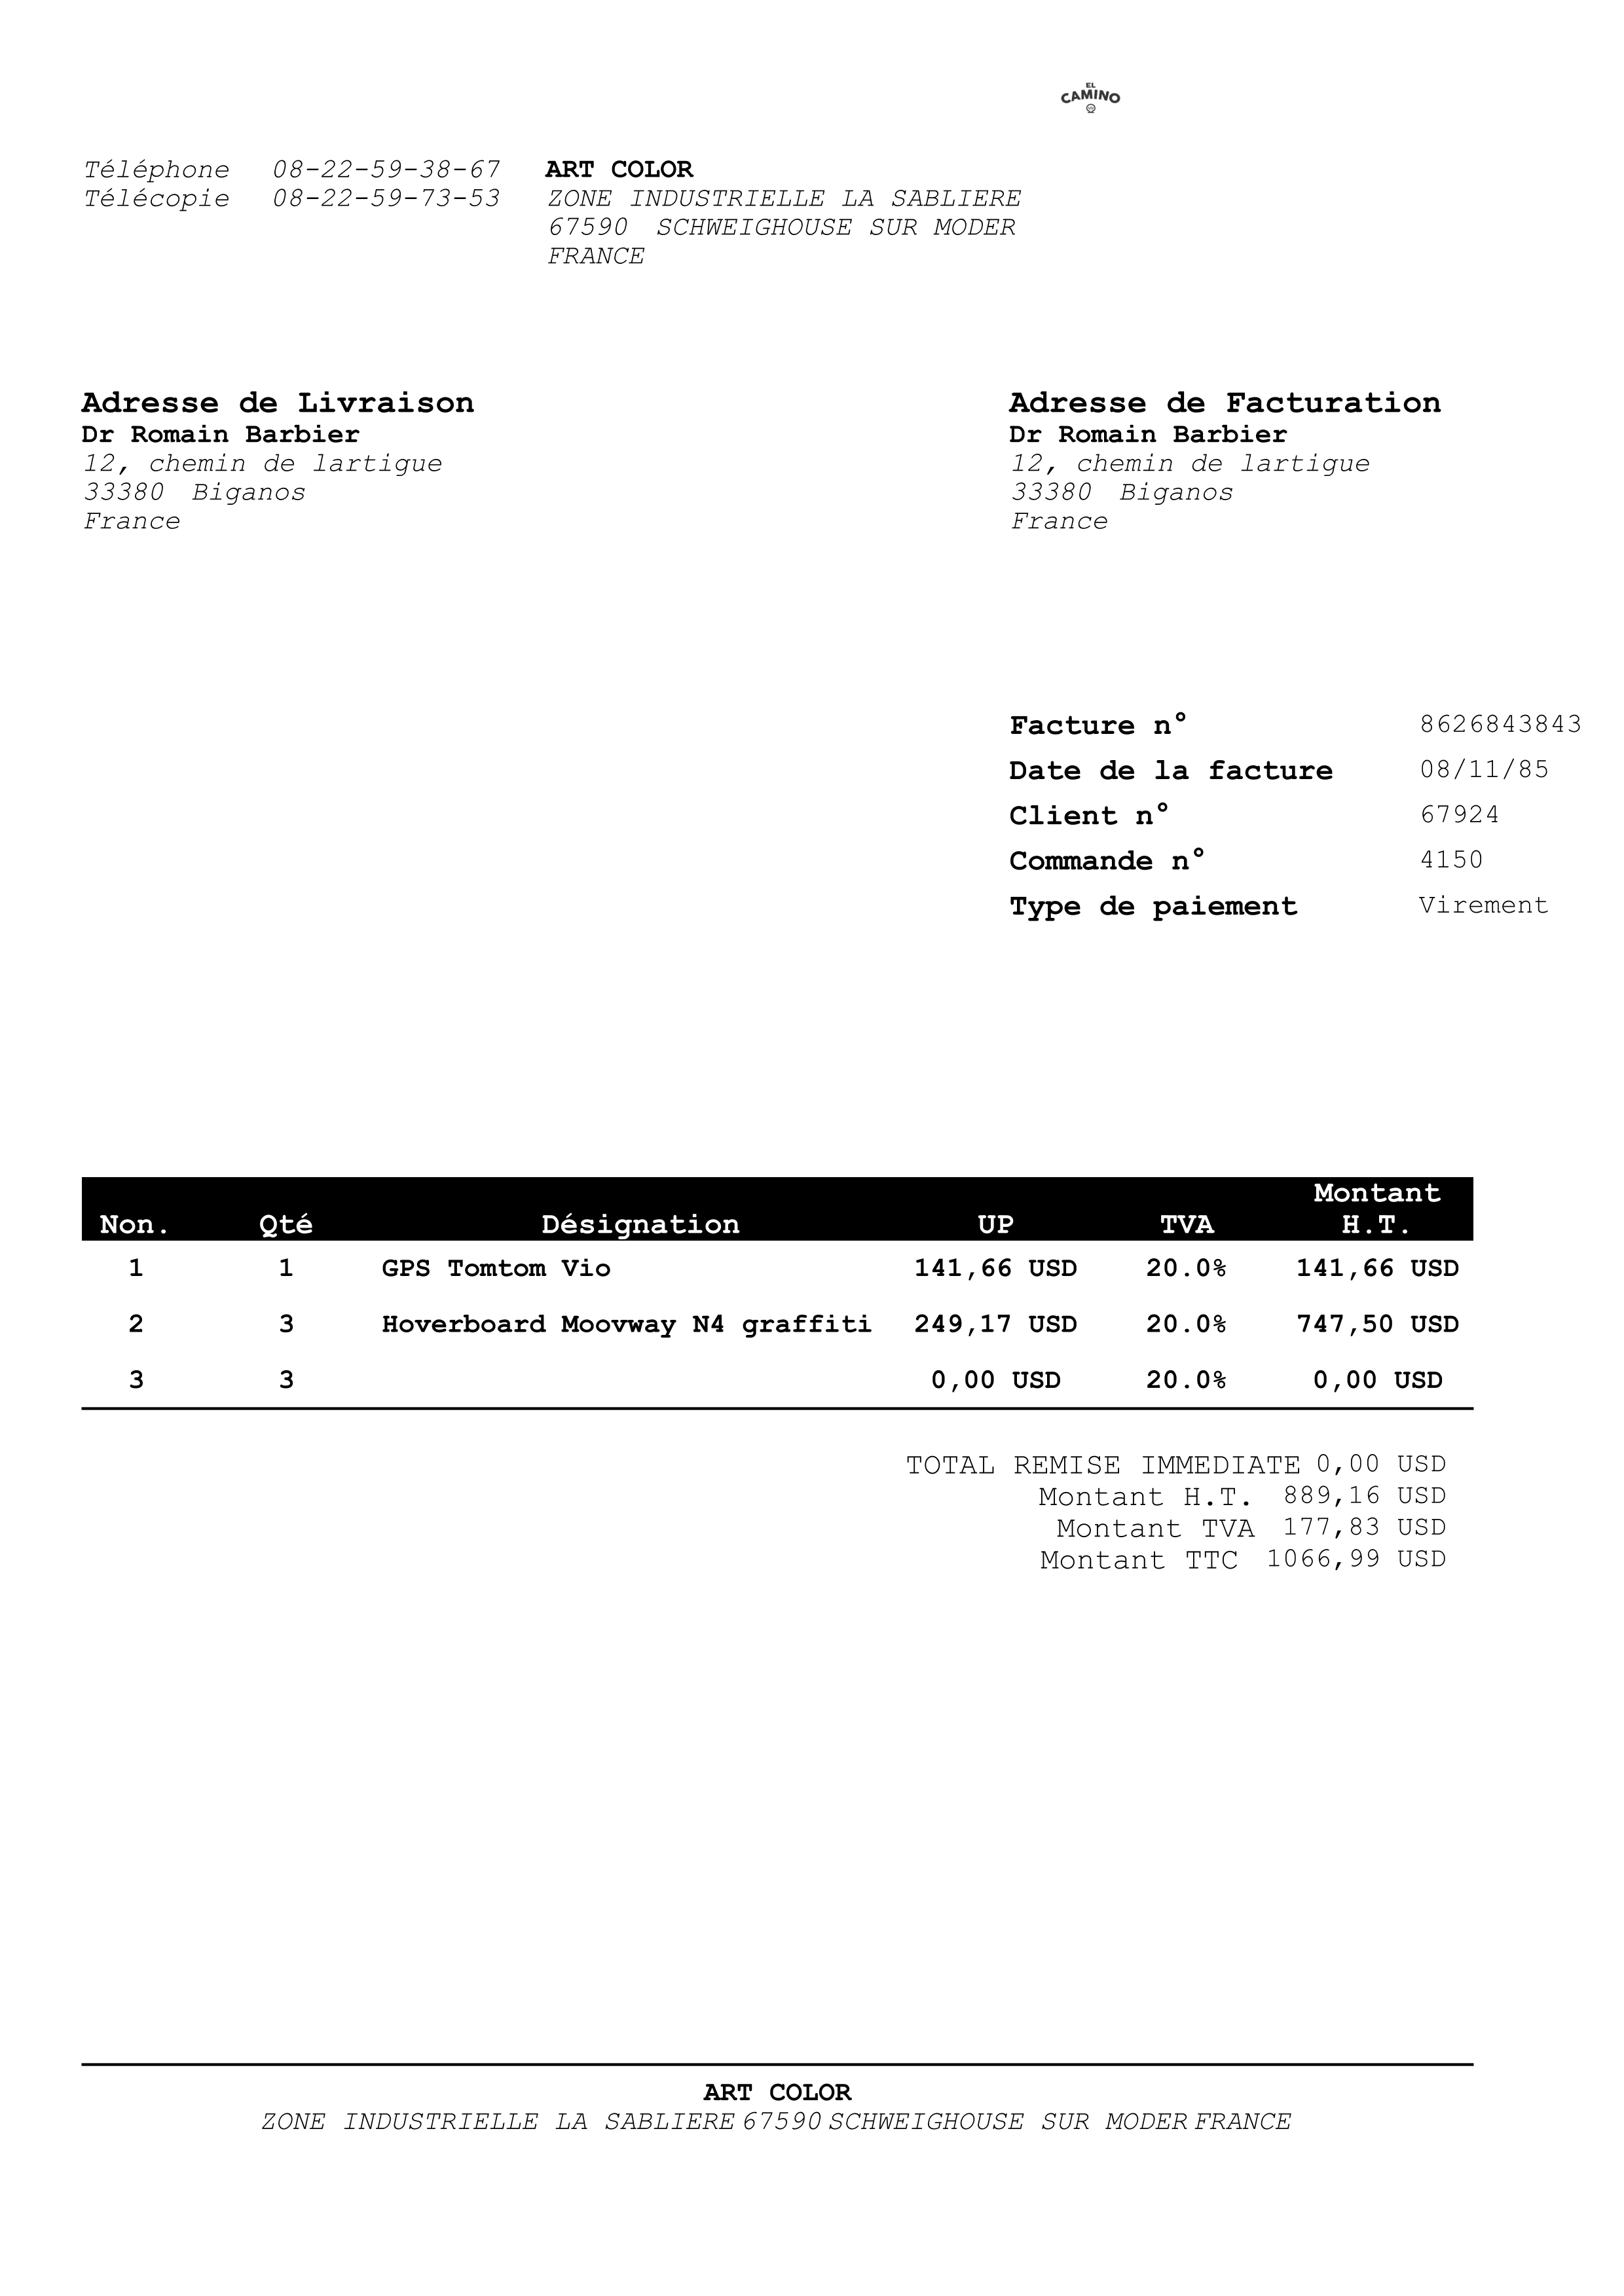 EL
CAMINO
Téléphone 08-22-59-38-67
Télécopie 08-22-59-73-53
ART COLOR
ZONE INDUSTRIELLE LA SABLIERE
67590 SCHWEIGHOUSE SUR MODER
FRANCE
Adresse de Livraison
Dr Romain Barbier
12, chemin de lartigue
33380 Biganos
France
Adresse de Facturation
Dr Romain Barbier
12, chemin de lartigue
33380 Biganos
France
Facture n° 8626843843
Date de la facture 08/11/85
Client n° 67924
Commande n° 4150
Type de paiement Virement
Non. Qté Désignation UP TVA Montant H.T.
1 1 GPS Tomtom Vio 141,66 USD 20.0% 141,66 USD
2 3 Hoverboard Moovway N4 graffiti 249,17 USD 20.0% 747,50 USD
3 3 0,00 USD 20.0% 0,00 USD
TOTAL REMISE IMMEDIATE 0,00 USD
Montant H.T. 889,16 USD
Montant TVA 177,83 USD
Montant TTC 1066,99 USD
ART COLOR
ZONE INDUSTRIELLE LA SABLIERE 67590 SCHWEIGHOUSE SUR MODER FRANCE